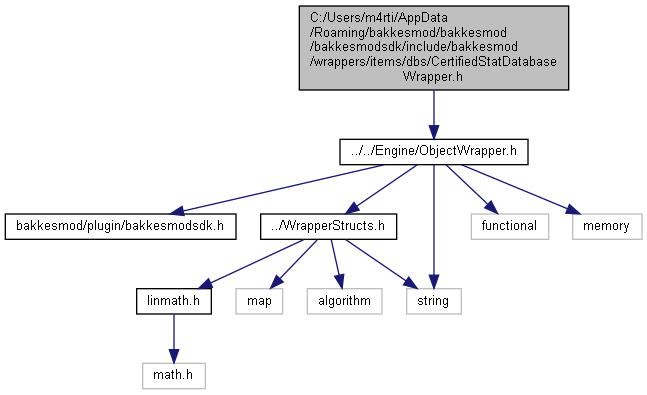 C:/Users/m4rti/AppData
/Roaming/bakkesmod/bakkesmod
/bakkesmodsdk/include/bakkesmod
/wrappers/items/dbs/CertifiedStatDatabase
Wrapper.h
../../Engine/ObjectWrapper.h
bakkesmod/plugin/bakkesmodsdk.h
../WrapperStructs.h
functional
memory
linmath.h
map
algorithm
string
math.h